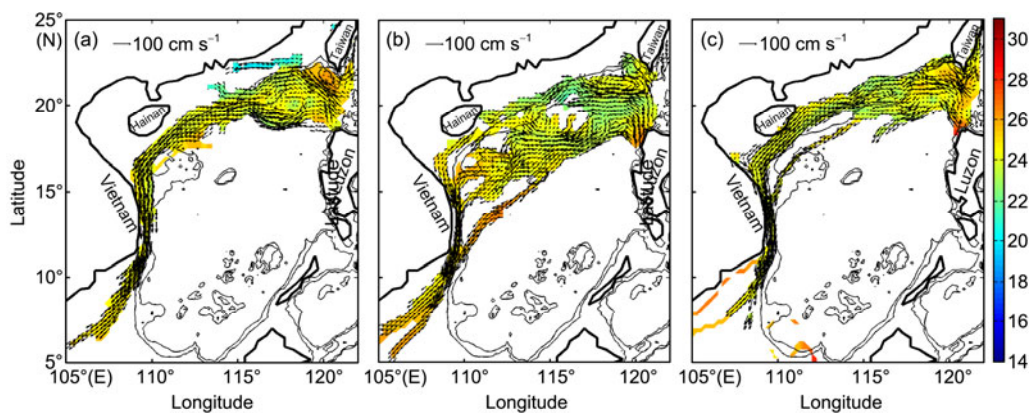 25°
(N)
20°
15°
10°
5°
Latitude
(a) 100 cm s⁻¹
Taiwan
Hainan
Vietnam
105°(E) 110° 115° 120°
Longitude
(b) 100 cm s⁻¹
Taiwan
Hainan
Vietnam
Luzon
105°(E) 110° 115° 120°
Longitude
(c) 100 cm s⁻¹
Taiwan
Hainan
Vietnam
Luzon
105°(E) 110° 115° 120°
Longitude
30
28
26
24
22
20
18
16
14